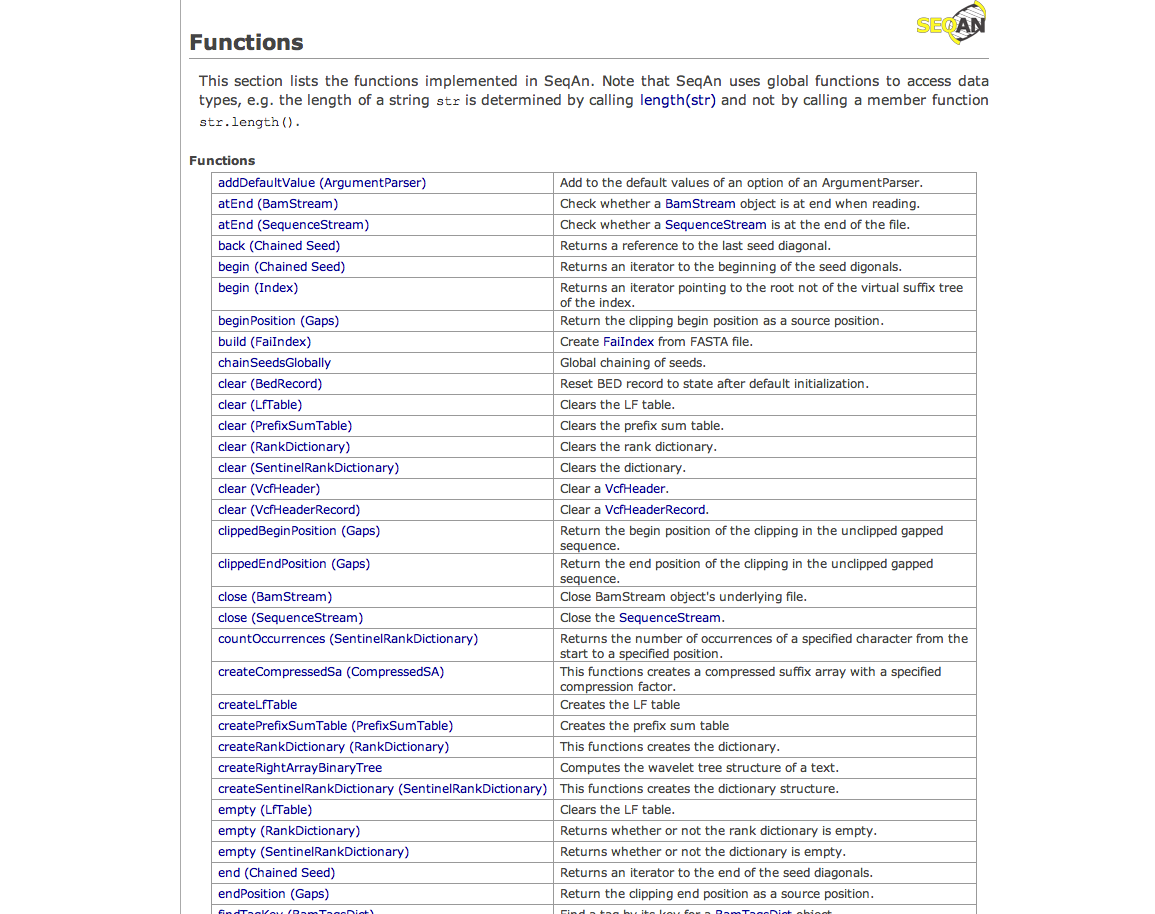 SEQAN
Functions
This section lists the functions implemented in SeqAn. Note that SeqAn uses global functions to access data
types, e.g. the length of a string str is determined by calling length(str) and not by calling a member function
str.length().
Functions
addDefaultValue (ArgumentParser) Add to the default values of an option of an ArgumentParser.
atEnd (BamStream) Check whether a BamStream object is at end when reading.
atEnd (SequenceStream) Check whether a SequenceStream is at the end of the file.
back (Chained Seed) Returns a reference to the last seed diagonal.
begin (Chained Seed) Returns an iterator to the beginning of the seed digonals.
begin (Index) Returns an iterator pointing to the root not of the virtual suffix tree
of the index.
beginPosition (Gaps) Return the clipping begin position as a source position.
build (FaiIndex) Create FaiIndex from FASTA file.
chainSeedsGlobally Global chaining of seeds.
clear (BedRecord) Reset BED record to state after default initialization.
clear (LfTable) Clears the LF table.
clear (PrefixSumTable) Clears the prefix sum table.
clear (RankDictionary) Clears the rank dictionary.
clear (SentinelRankDictionary) Clears the dictionary.
clear (VcfHeader) Clear a VcfHeader.
clear (VcfHeaderRecord) Clear a VcfHeaderRecord.
clippedBeginPosition (Gaps) Return the begin position of the clipping in the unclipped gapped
sequence.
clippedEndPosition (Gaps) Return the end position of the clipping in the unclipped gapped
sequence.
close (BamStream) Close BamStream object's underlying file.
close (SequenceStream) Close the SequenceStream.
countOccurrences (SentinelRankDictionary) Returns the number of occurrences of a specified character from the
start to a specified position.
createCompressedSa (CompressedSA) This functions creates a compressed suffix array with a specified
compression factor.
createLfTable Creates the LF table
createPrefixSumTable (PrefixSumTable) Creates the prefix sum table
createRankDictionary (RankDictionary) This functions creates the dictionary.
createRightArrayBinaryTree Computes the wavelet tree structure of a text.
createSentinelRankDictionary (SentinelRankDictionary) This functions creates the dictionary structure.
empty (LfTable) Clears the LF table.
empty (RankDictionary) Returns whether or not the rank dictionary is empty.
empty (SentinelRankDictionary) Returns whether or not the dictionary is empty.
end (Chained Seed) Returns an iterator to the end of the seed diagonals.
endPosition (Gaps) Return the clipping end position as a source position.
findTagKey (BamTagsDict) Find a tag by its key for a BamTagsDict object.